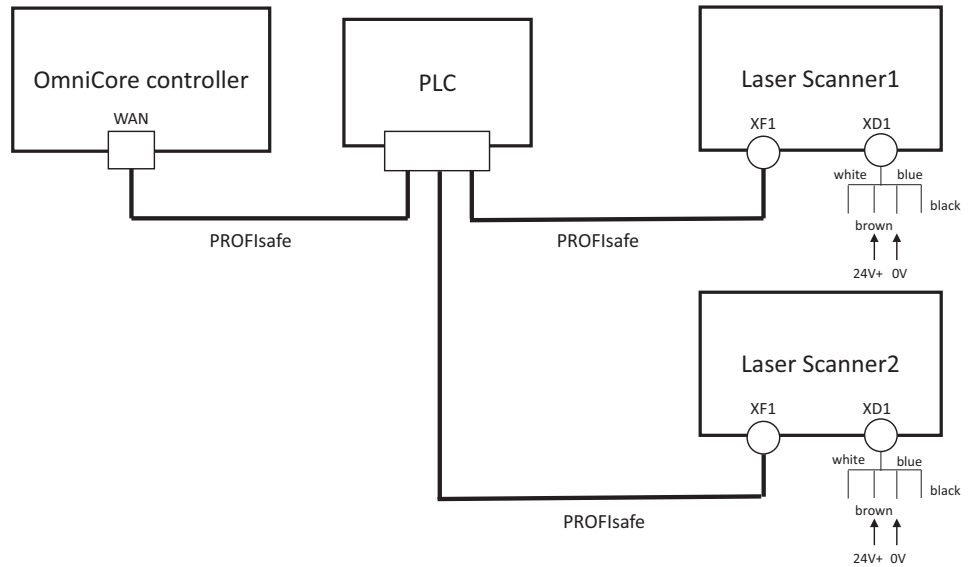 OmniCore controller
WAN
PLC
Laser Scanner1
XF1
XD1
white
blue
black
brown
24V+ 0V
PROFIsafe
PROFIsafe
Laser Scanner2
XF1
XD1
white
blue
black
brown
24V+ 0V
PROFIsafe